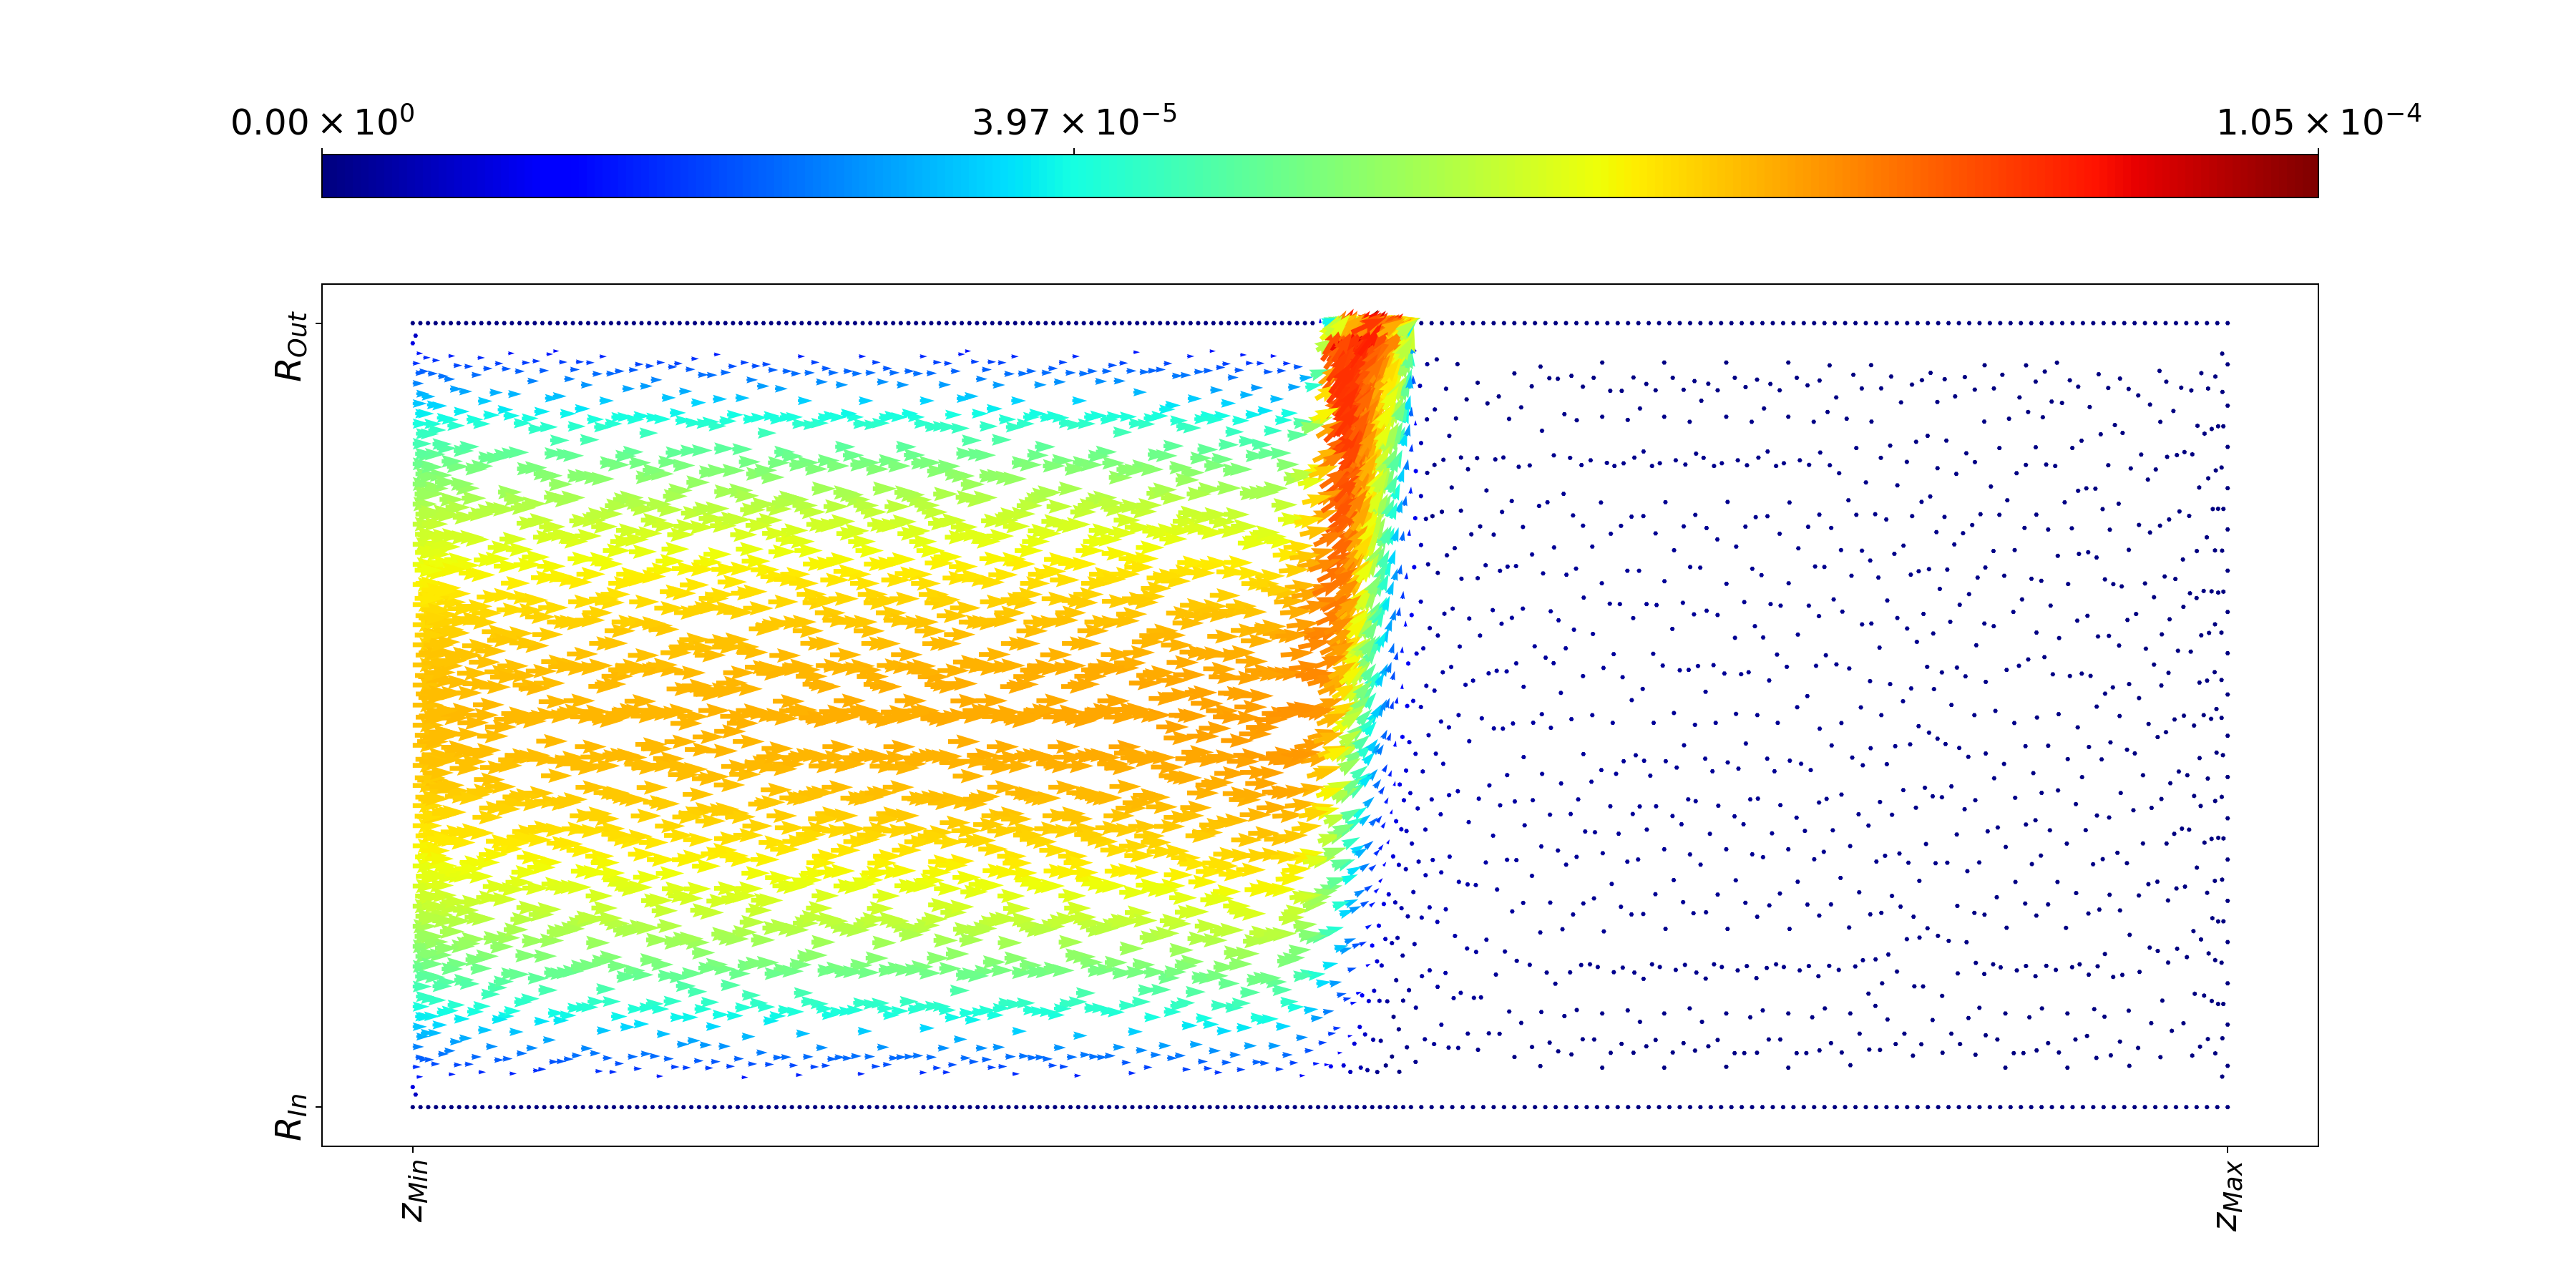 0.00 × 10⁰ 3.97 × 10⁻⁵ 1.05 × 10⁻⁴
R_Out
R_In
z_Min z_Max